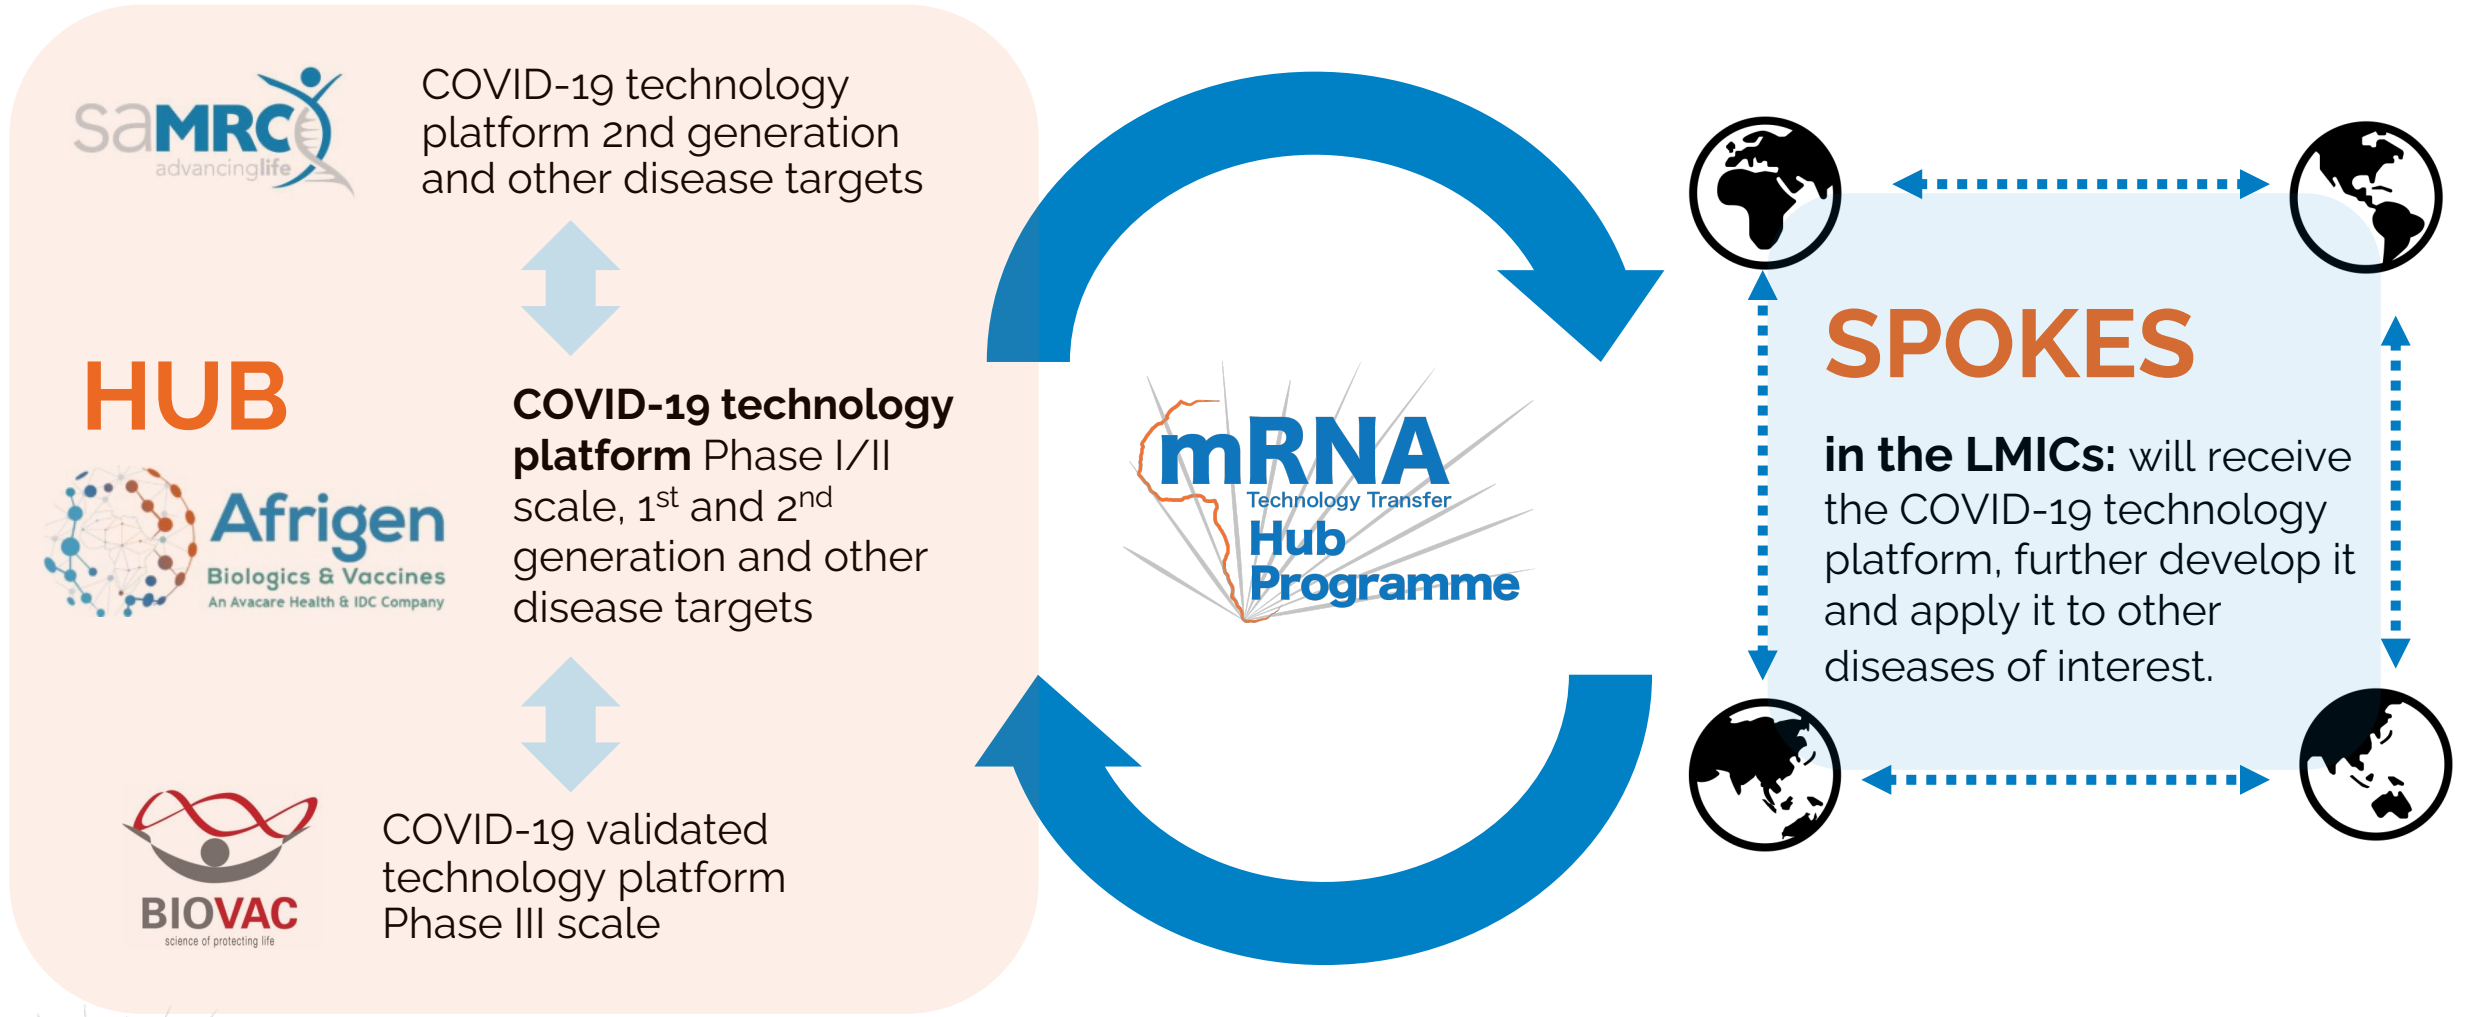 saMRC
advancinglife
COVID-19 technology
platform 2nd generation
and other disease targets
HUB
Afrigen
Biologics & Vaccines
An Avacare Health & IDC Company
COVID-19 technology
platform Phase I/II
scale, 1st and 2nd
generation and other
disease targets
BIOVAC
science of protecting life
COVID-19 validated
technology platform
Phase III scale
mRNA
Technology Transfer
Hub
Programme
SPOKES
in the LMICs: will receive
the COVID-19 technology
platform, further develop it
and apply it to other
diseases of interest.